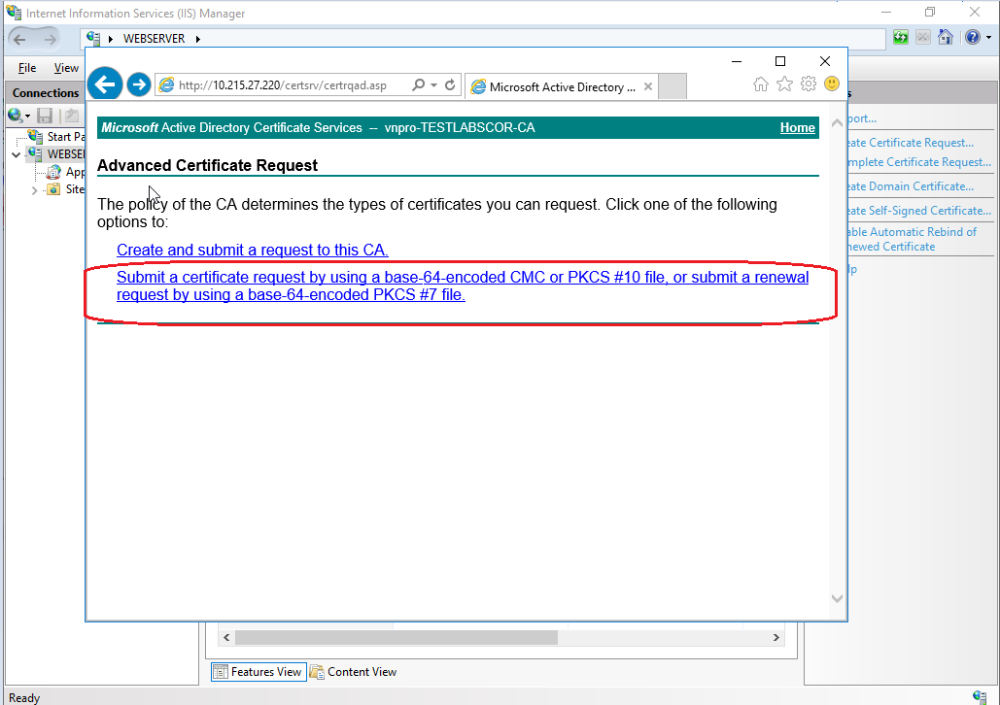 Internet Information Services (IIS) Manager
WEBSERVER
File View
Connections
Start Pa
WEBSE
App
Site
http://10.215.27.220/certsrv/certrqad.asp
Microsoft Active Directory ...
Microsoft Active Directory Certificate Services -- vnpro-TESTLABSCOR-CA
Home
Advanced Certificate Request
The policy of the CA determines the types of certificates you can request. Click one of the following
options to:
Create and submit a request to this CA.
Submit a certificate request by using a base-64-encoded CMC or PKCS #10 file, or submit a renewal
request by using a base-64-encoded PKCS #7 file.
s
port...
eate Certificate Request...
mplete Certificate Request...
eate Domain Certificate...
eate Self-Signed Certificate...
able Automatic Rebind of
newed Certificate
lp
Features View
Content View
Ready